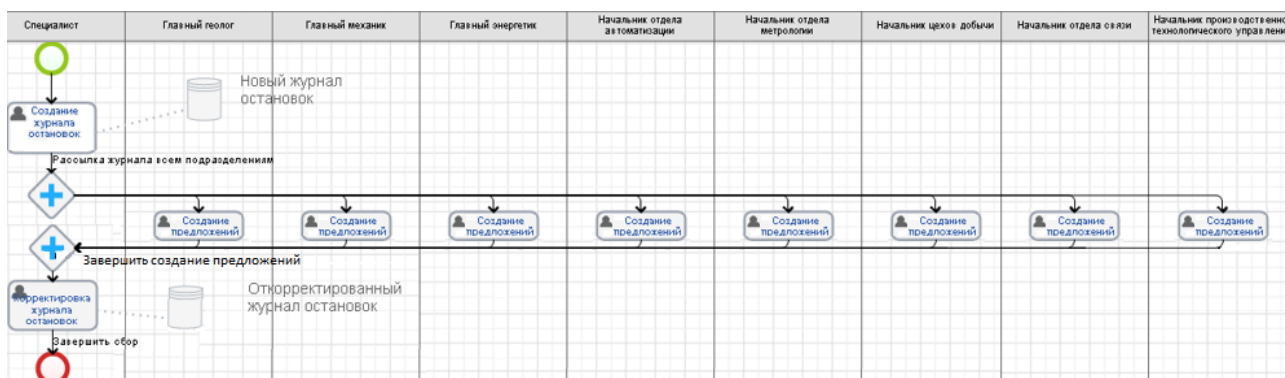 Специалист
Главный геолог
Главный механик
Главный энергетик
Начальник отдела
автоматизации
Начальник отдела
метрологии
Начальник цехов добычи
Начальник отдела связи
Начальник производственно
технологического управлени
Новый журнал
остановок
Создание
журнала
остановок
Рассылка журнала всем подразделениям
Создание
предложений
Создание
предложений
Создание
предложений
Создание
предложений
Создание
предложений
Создание
предложений
Создание
предложений
Создание
предложений
Завершить создание предложений
Откорректированный
журнал остановок
Корректировка
журнала
остановок
Завершить сбор